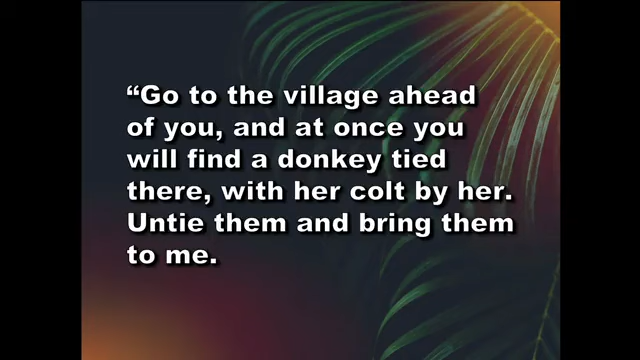 “Go to the village ahead
of you, and at once you
will find a donkey tied
there, with her colt by her.
Untie them and bring them
to me.